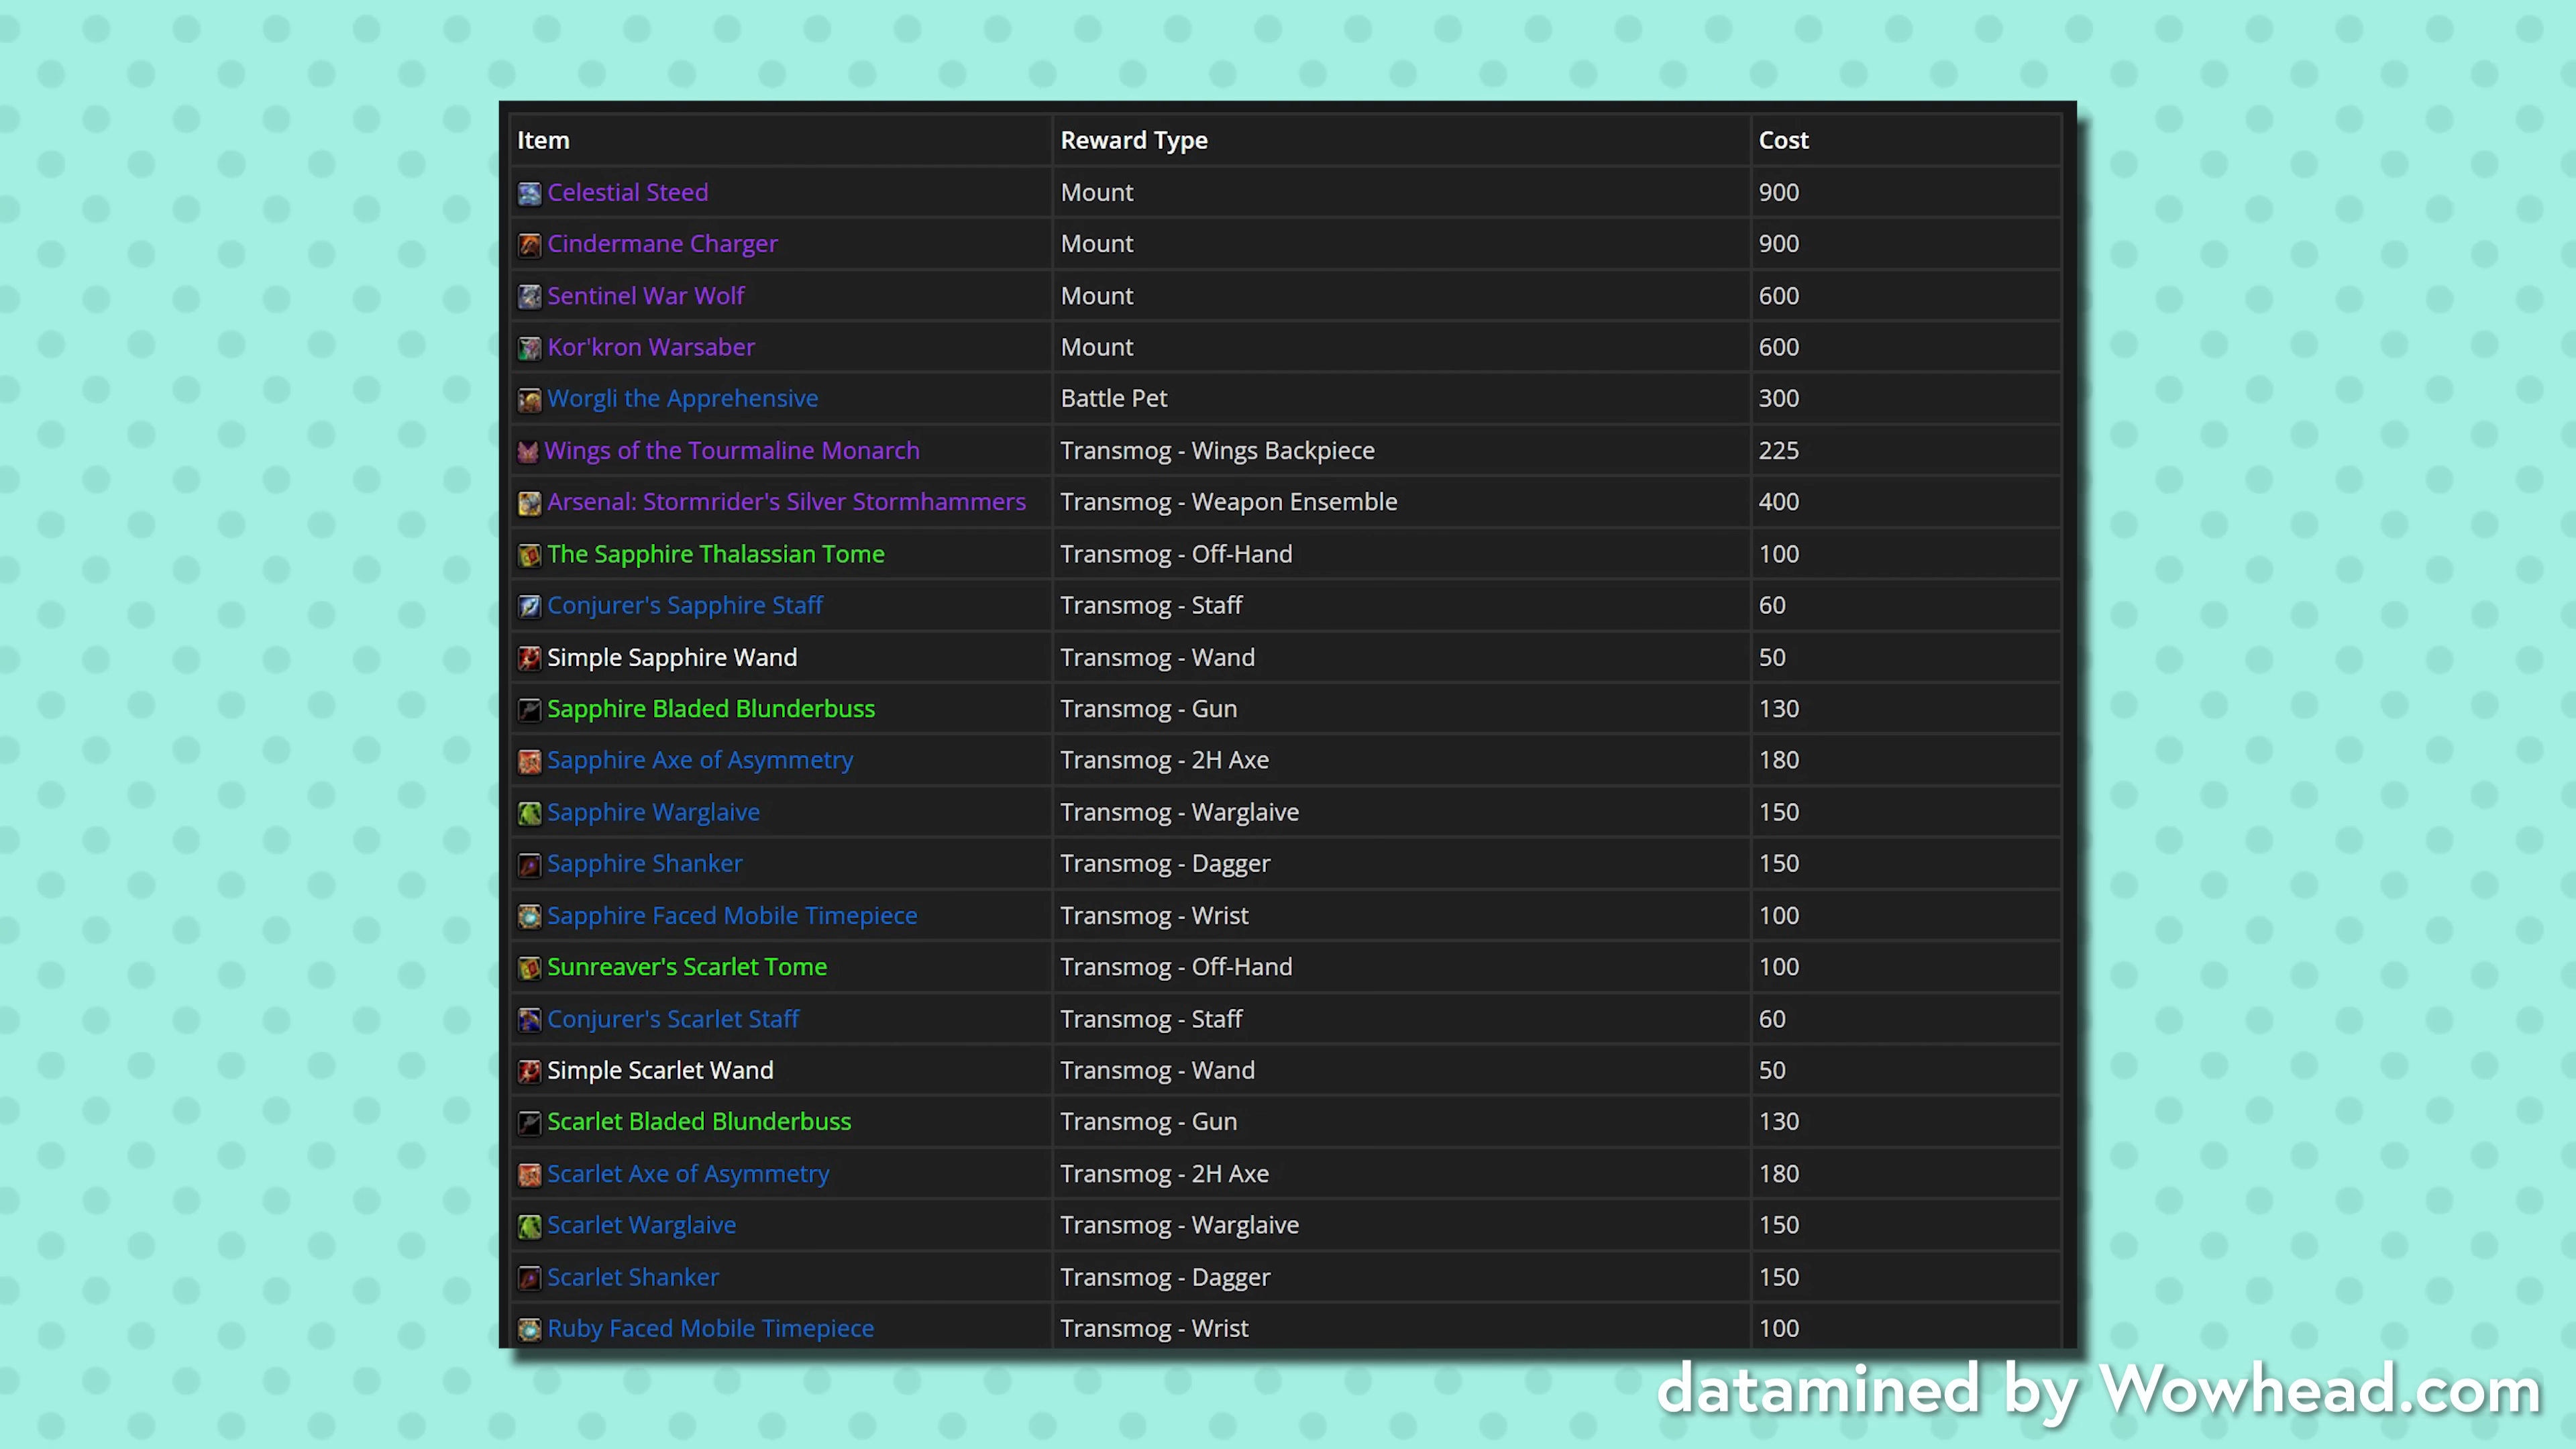 Item Reward Type Cost
Celestial Steed Mount 900
Cindermane Charger Mount 900
Sentinel War Wolf Mount 600
Kor'kron Warsaber Mount 600
Worgli the Apprehensive Battle Pet 300
Wings of the Tourmaline Monarch Transmog - Wings Backpiece 225
Arsenal: Stormrider's Silver Stormhammers Transmog - Weapon Ensemble 400
The Sapphire Thalassian Tome Transmog - Off-Hand 100
Conjurer's Sapphire Staff Transmog - Staff 60
Simple Sapphire Wand Transmog - Wand 50
Sapphire Bladed Blunderbuss Transmog - Gun 130
Sapphire Axe of Asymmetry Transmog - 2H Axe 180
Sapphire Warglaive Transmog - Warglaive 150
Sapphire Shanker Transmog - Dagger 150
Sapphire Faced Mobile Timepiece Transmog - Wrist 100
Sunreaver's Scarlet Tome Transmog - Off-Hand 100
Conjurer's Scarlet Staff Transmog - Staff 60
Simple Scarlet Wand Transmog - Wand 50
Scarlet Bladed Blunderbuss Transmog - Gun 130
Scarlet Axe of Asymmetry Transmog - 2H Axe 180
Scarlet Warglaive Transmog - Warglaive 150
Scarlet Shanker Transmog - Dagger 150
Ruby Faced Mobile Timepiece Transmog - Wrist 100
datamined by Wowhead.com